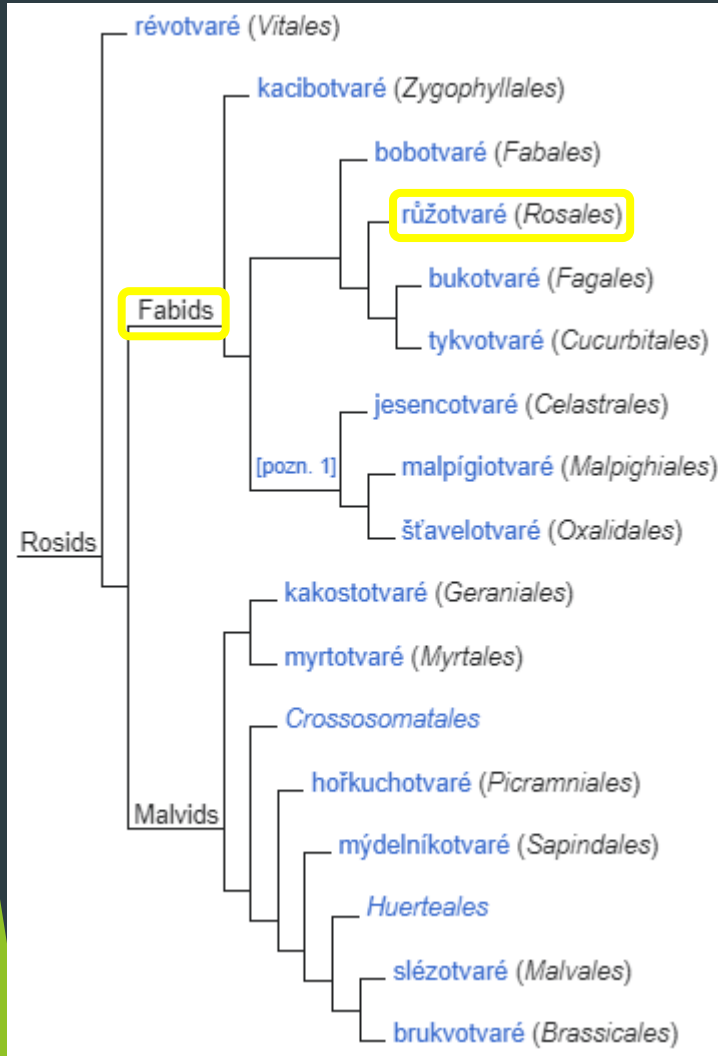 révotvaré (Vitales)
kacibotvaré (Zygophyllales)
bobotvaré (Fabales)
růžotvaré (Rosales)
bukotvaré (Fagales)
Fabids
tykvotvaré (Cucurbitales)
jesencotvaré (Celastrales)
[pozn. 1]
malpígiotvaré (Malpighiales)
šťavelotvaré (Oxalidales)
Rosids
kakostotvaré (Geraniales)
myrtotvaré (Myrtales)
Crossosomatales
hořkuchotvaré (Picramniales)
Malvids
mýdelníkotvaré (Sapindales)
Huerteales
slézotvaré (Malvales)
brukvotvaré (Brassicales)